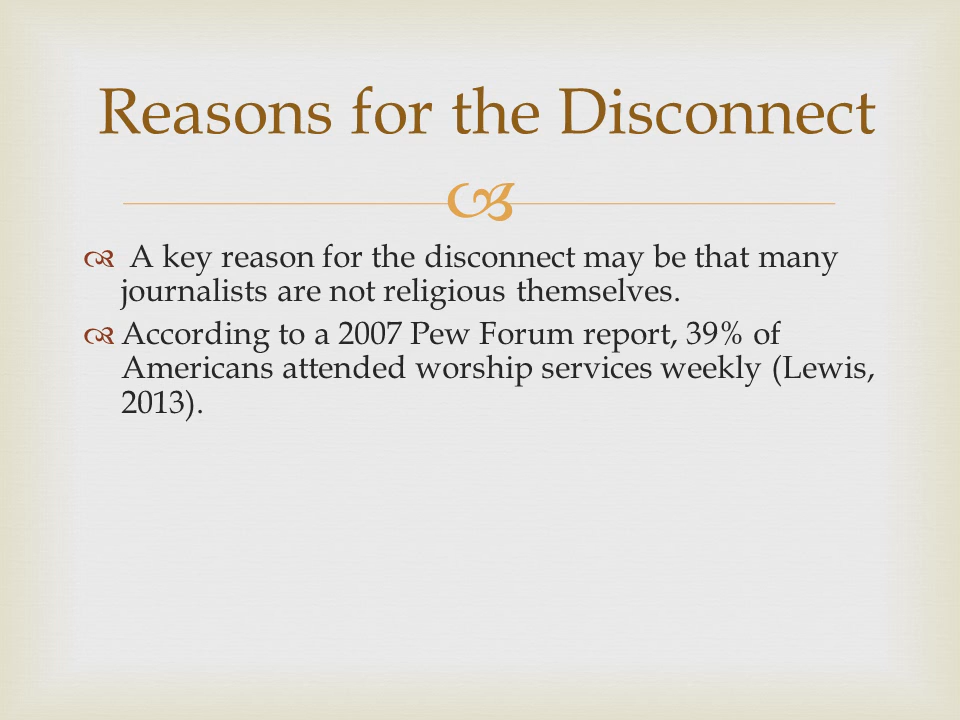 Reasons for the Disconnect
A key reason for the disconnect may be that many
journalists are not religious themselves.
According to a 2007 Pew Forum report, 39% of
Americans attended worship services weekly (Lewis,
2013).